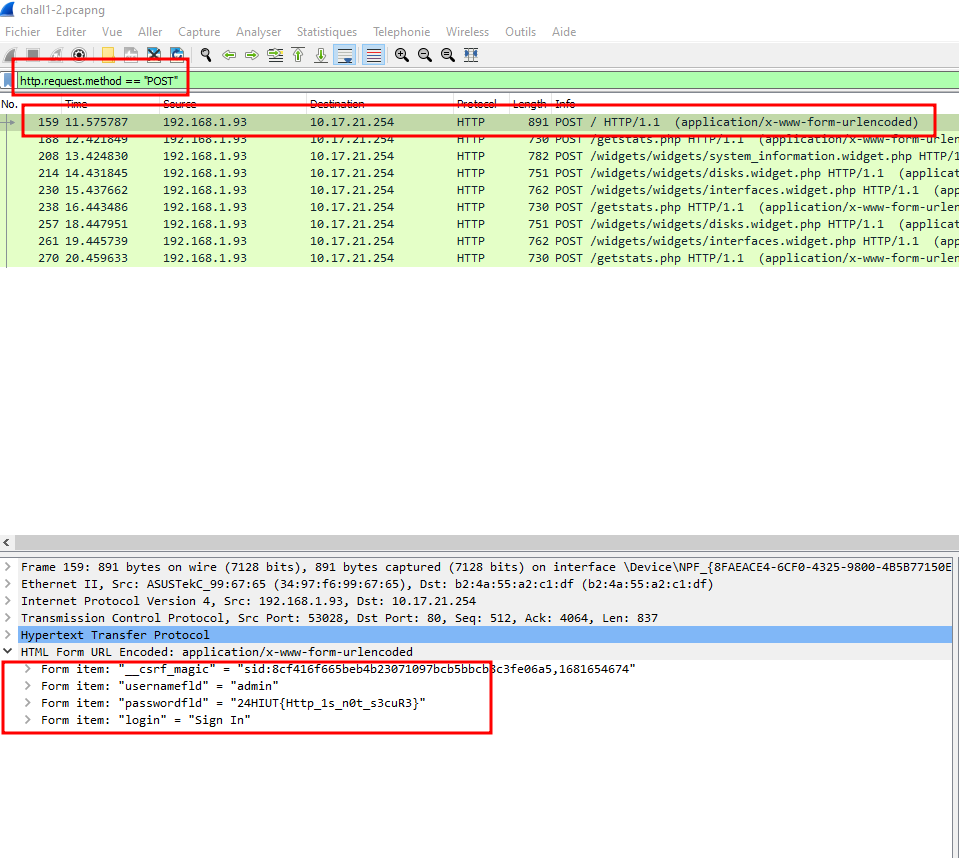 chall1-2.pcapng
Fichier Editer Vue Aller Capture Analyser Statistiques Telephonie Wireless Outils Aide
http.request.method == "POST"
No. Time Source Destination Protocol Length Info
159 11.575787 192.168.1.93 10.17.21.254 HTTP 891 POST / HTTP/1.1 (application/x-www-form-urlencoded)
188 12.421849 192.168.1.93 10.17.21.254 HTTP 730 POST /getstats.php HTTP/1.1 (application/x-www-form-urlen
208 13.424830 192.168.1.93 10.17.21.254 HTTP 782 POST /widgets/widgets/system_information.widget.php HTTP/1
214 14.431845 192.168.1.93 10.17.21.254 HTTP 751 POST /widgets/widgets/disks.widget.php HTTP/1.1 (applicati
230 15.437662 192.168.1.93 10.17.21.254 HTTP 762 POST /widgets/widgets/interfaces.widget.php HTTP/1.1 (app
238 16.443486 192.168.1.93 10.17.21.254 HTTP 730 POST /getstats.php HTTP/1.1 (application/x-www-form-urlen
257 18.447951 192.168.1.93 10.17.21.254 HTTP 751 POST /widgets/widgets/disks.widget.php HTTP/1.1 (applicati
261 19.445739 192.168.1.93 10.17.21.254 HTTP 762 POST /widgets/widgets/interfaces.widget.php HTTP/1.1 (app
270 20.459633 192.168.1.93 10.17.21.254 HTTP 730 POST /getstats.php HTTP/1.1 (application/x-www-form-urlen
Frame 159: 891 bytes on wire (7128 bits), 891 bytes captured (7128 bits) on interface \Device\NPF_{8FAEACE4-6CF0-4325-9800-4B5B77150E
Ethernet II, Src: ASUSTekC_99:67:65 (34:97:f6:99:67:65), Dst: b2:4a:55:a2:c1:df (b2:4a:55:a2:c1:df)
Internet Protocol Version 4, Src: 192.168.1.93, Dst: 10.17.21.254
Transmission Control Protocol, Src Port: 53028, Dst Port: 80, Seq: 512, Ack: 4064, Len: 837
Hypertext Transfer Protocol
HTML Form URL Encoded: application/x-www-form-urlencoded
Form item: "__csrf_magic" = "sid:8cf416f665beb4b23071097bcb5bbcb8c3fe06a5,1681654674"
Form item: "usernamefld" = "admin"
Form item: "passwordfld" = "24HIUT{Http_1s_n0t_s3cuR3}"
Form item: "login" = "Sign In"